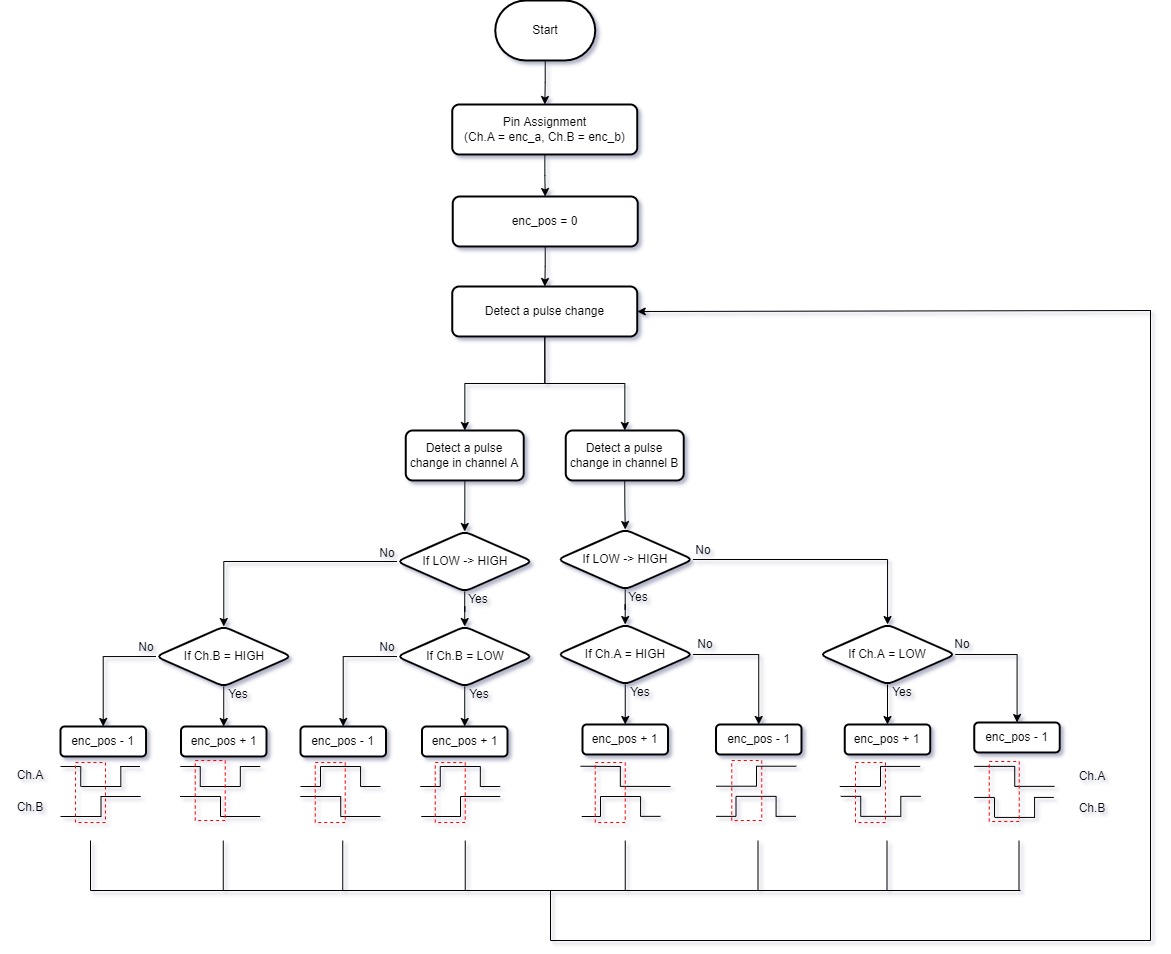 Start
Pin Assignment
(Ch.A = enc_a, Ch.B = enc_b)
enc_pos = 0
Detect a pulse change
Detect a pulse
change in channel A
Detect a pulse
change in channel B
No
If LOW -> HIGH
Yes
If LOW -> HIGH
No
Yes
No
If Ch.B = HIGH
Yes
No
If Ch.B = LOW
Yes
If Ch.A = HIGH
No
Yes
If Ch.A = LOW
No
Yes
enc_pos - 1
enc_pos + 1
enc_pos - 1
enc_pos + 1
enc_pos + 1
enc_pos - 1
enc_pos + 1
enc_pos - 1
Ch.A
Ch.A
Ch.B
Ch.B